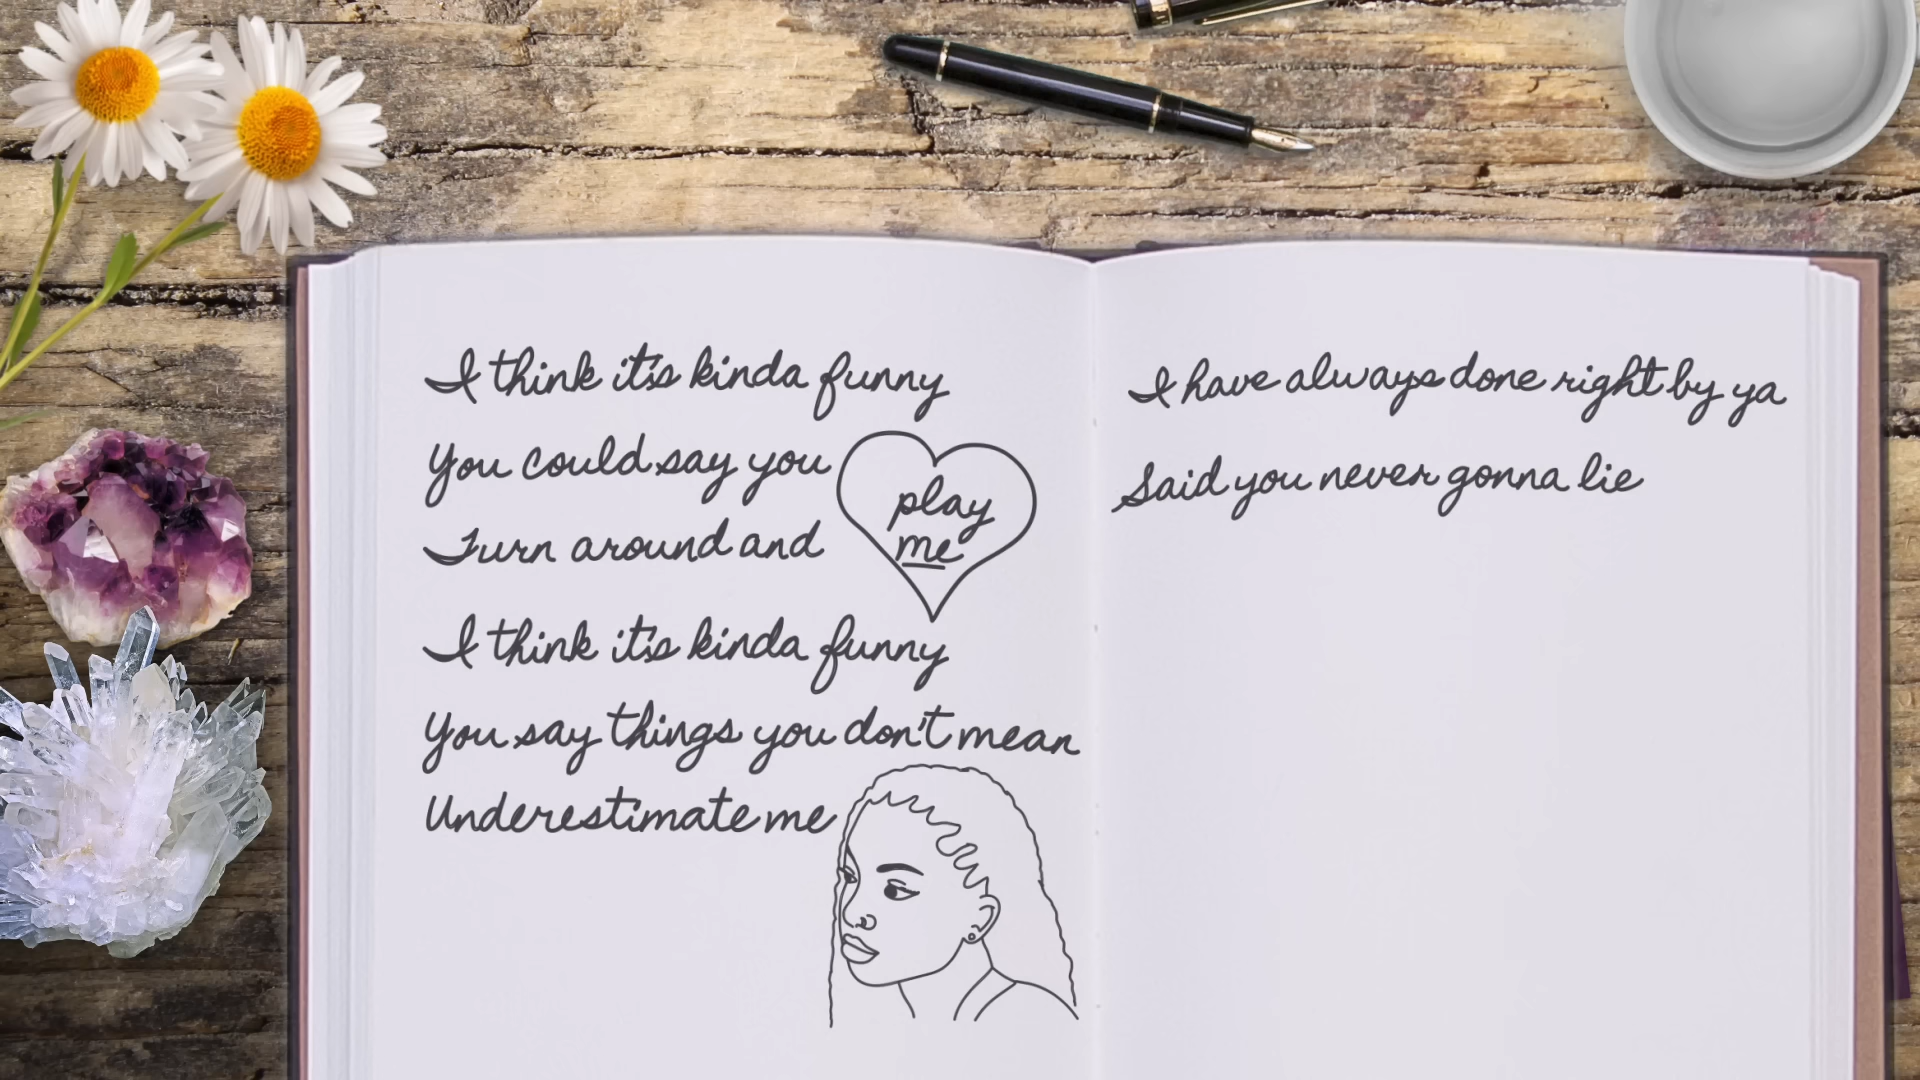 I think it's kinda funny
You could say you
Turn around and
play
me
I think it's kinda funny
You say things you don't mean
Underestimate me
I have always done right by ya
Said you never gonna lie